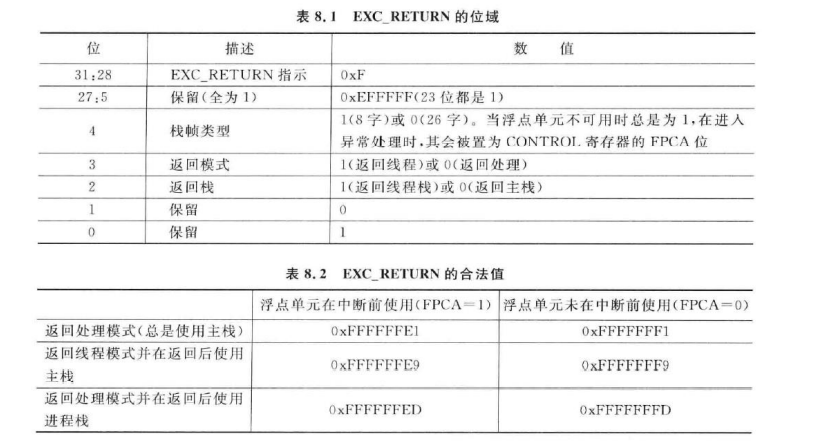 表 8.1 EXC_RETURN 的位域
位 描述 数 值
31:28 EXC_RETURN 指示 0xF
27:5 保留(全为 1) 0xEFFFFF(23 位都是 1)
4 栈帧类型 1(8 字)或 0(26 字)。当浮点单元不可用时总是为 1,在进入
异常处理时,其会被置为 CONTROL 寄存器的 FPCA 位
3 返回模式 1(返回线程)或 0(返回处理)
2 返回栈 1(返回线程栈)或 0(返回主栈)
1 保留 0
0 保留 1
表 8.2 EXC_RETURN 的合法值
浮点单元在中断前使用(FPCA=1) 浮点单元未在中断前使用(FPCA=0)
返回处理模式(总是使用主栈) 0xFFFFFFE1 0xFFFFFFF1
返回线程模式并在返回后使用
主栈 0xFFFFFFE9 0xFFFFFFF9
返回处理模式并在返回后使用
进程栈 0xFFFFFFED 0xFFFFFFFD